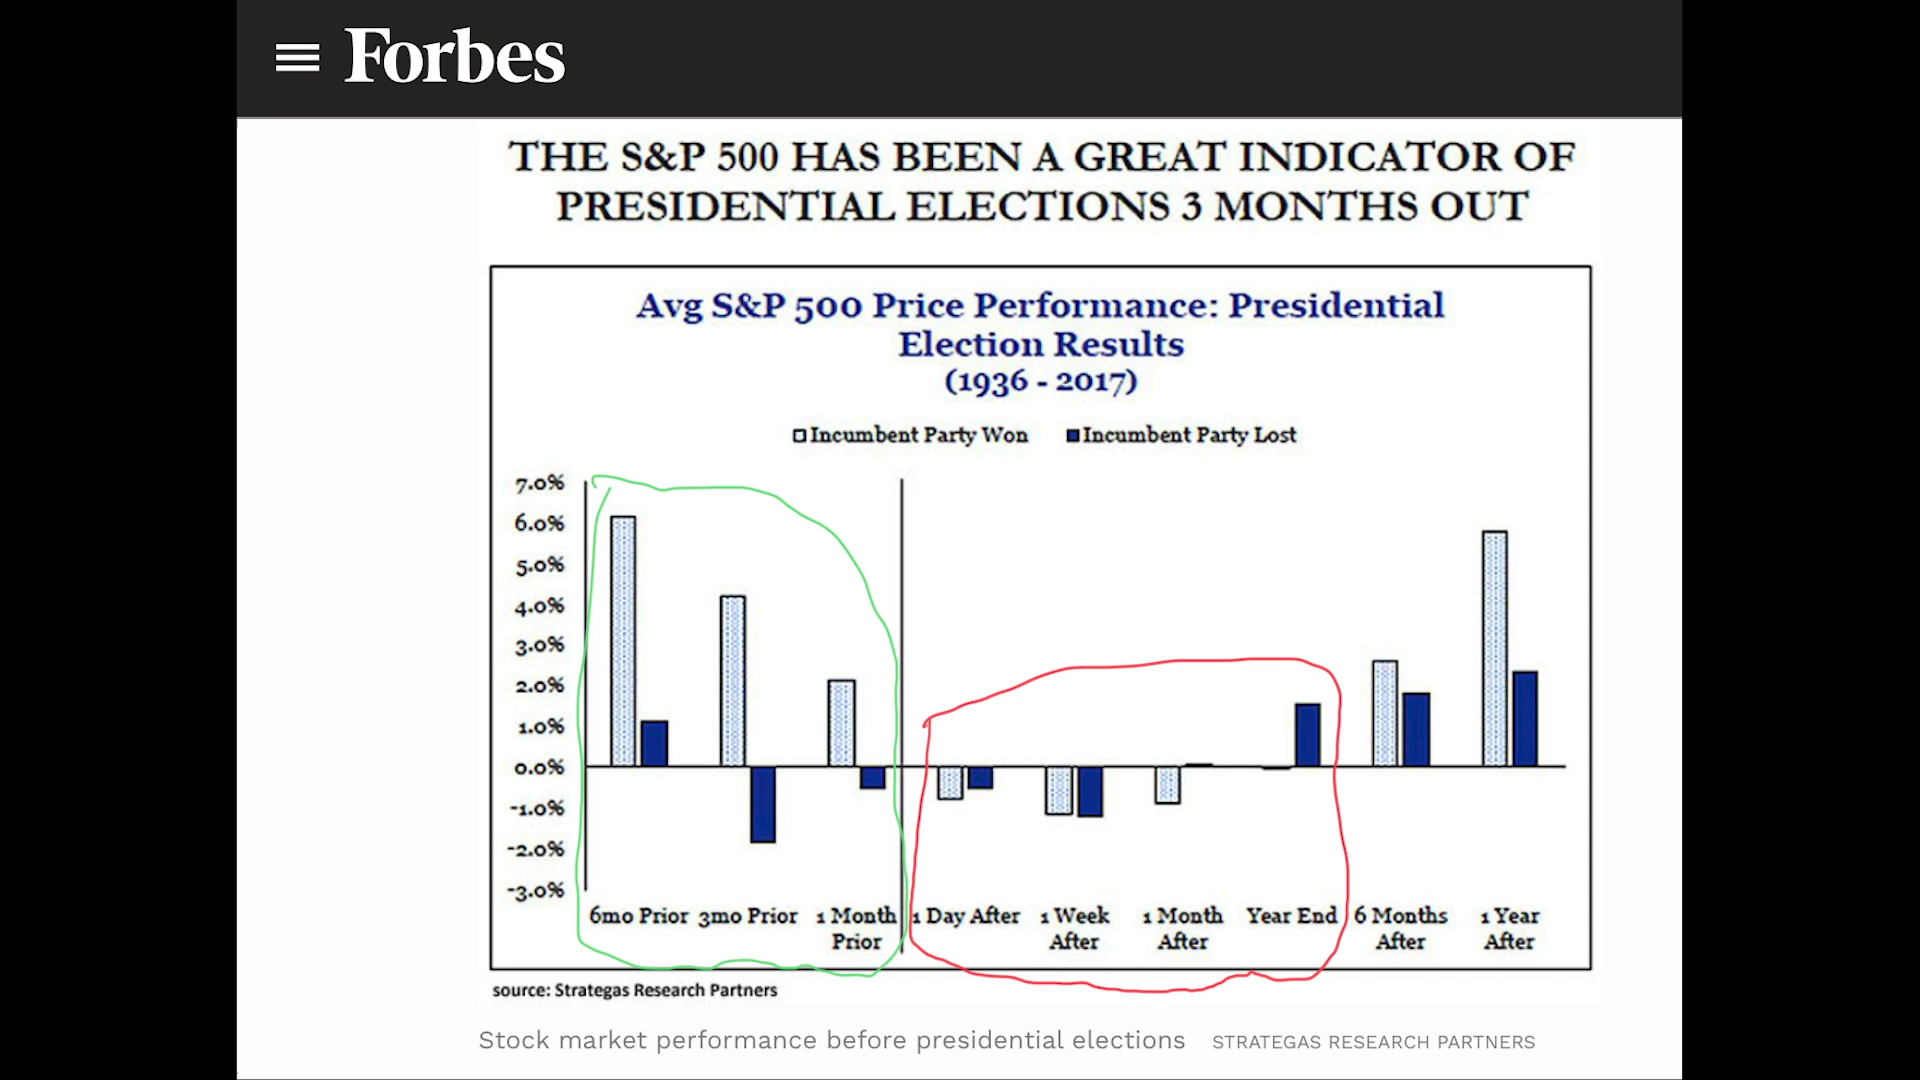 Forbes
THE S&P 500 HAS BEEN A GREAT INDICATOR OF
PRESIDENTIAL ELECTIONS 3 MONTHS OUT
Avg S&P 500 Price Performance: Presidential
Election Results
(1936 - 2017)
Incumbent Party Won Incumbent Party Lost
7.0%
6.0%
5.0%
4.0%
3.0%
2.0%
1.0%
0.0%
-1.0%
-2.0%
-3.0%
6mo Prior 3mo Prior 1 Month 1 Day After 1 Week 1 Month Year End 6 Months 1 Year
Prior After After After After
source: Strategas Research Partners
Stock market performance before presidential elections STRATEGAS RESEARCH PARTNERS